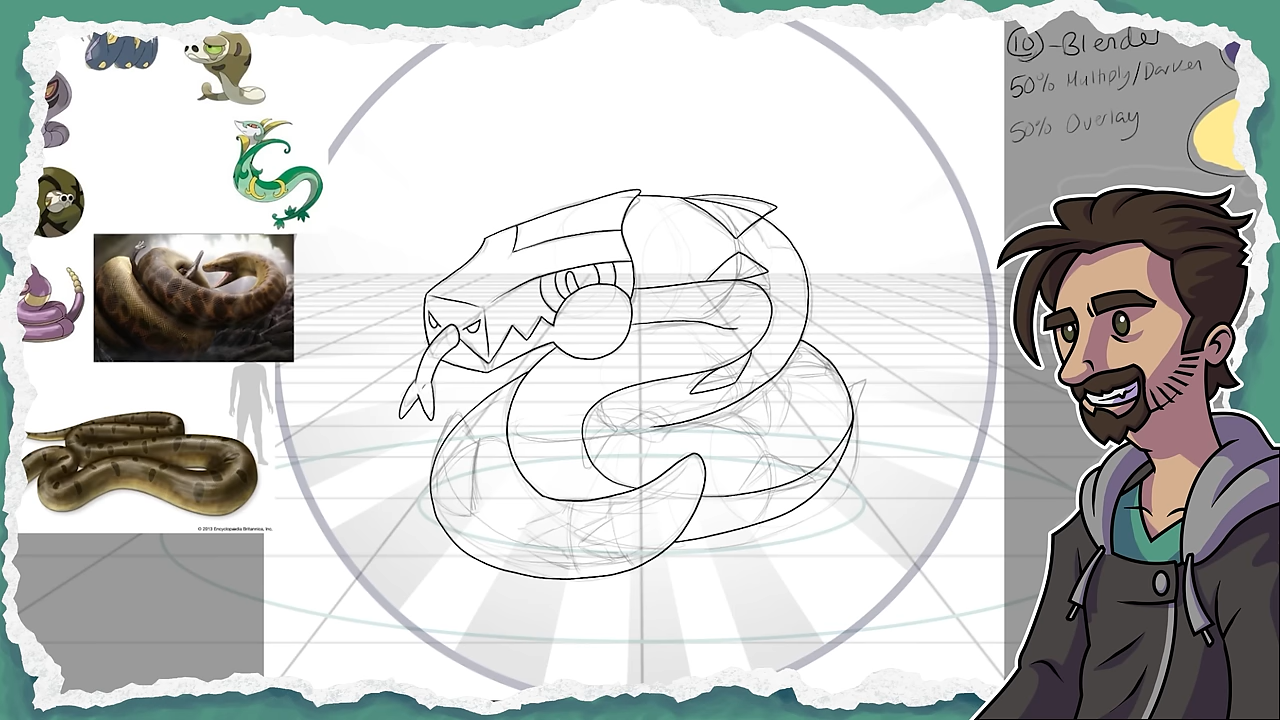 (10)-Blender
50% Multiply/Darken
50% Overlay
© 2013 Encyclopædia Britannica, Inc.